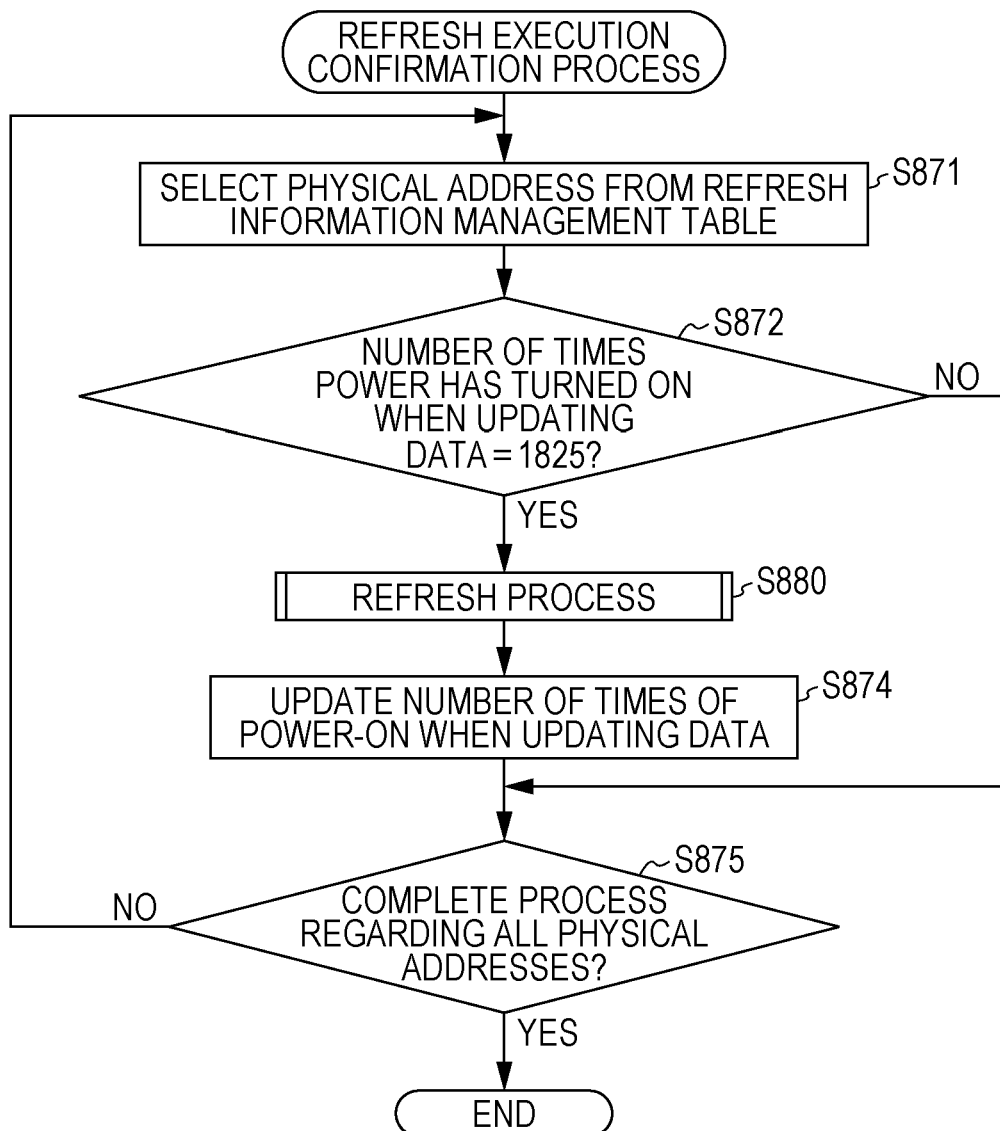 REFRESH EXECUTION
CONFIRMATION PROCESS
SELECT PHYSICAL ADDRESS FROM REFRESH
INFORMATION MANAGEMENT TABLE
S871
S872
NUMBER OF TIMES
POWER HAS TURNED ON
WHEN UPDATING
DATA = 1825?
NO
YES
REFRESH PROCESS
S880
UPDATE NUMBER OF TIMES OF
POWER-ON WHEN UPDATING DATA
S874
S875
COMPLETE PROCESS
REGARDING ALL PHYSICAL
ADDRESSES?
NO
YES
END